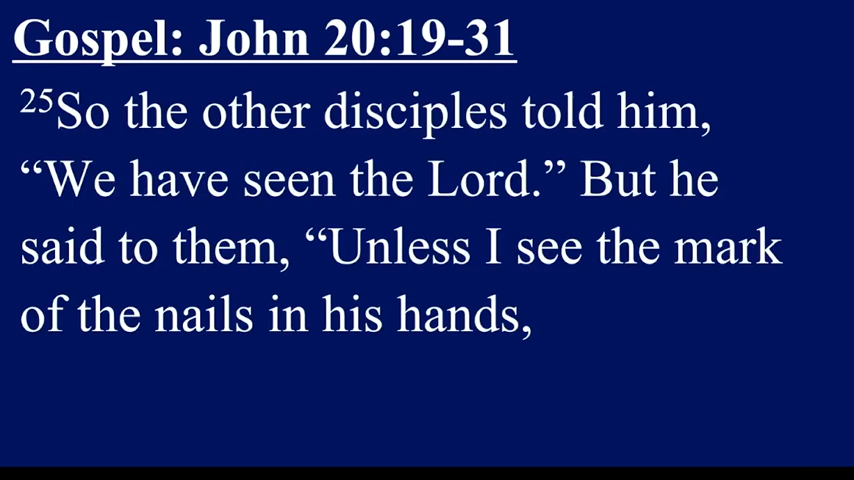 Gospel: John 20:19-31
25So the other disciples told him,
“We have seen the Lord.” But he
said to them, “Unless I see the mark
of the nails in his hands,